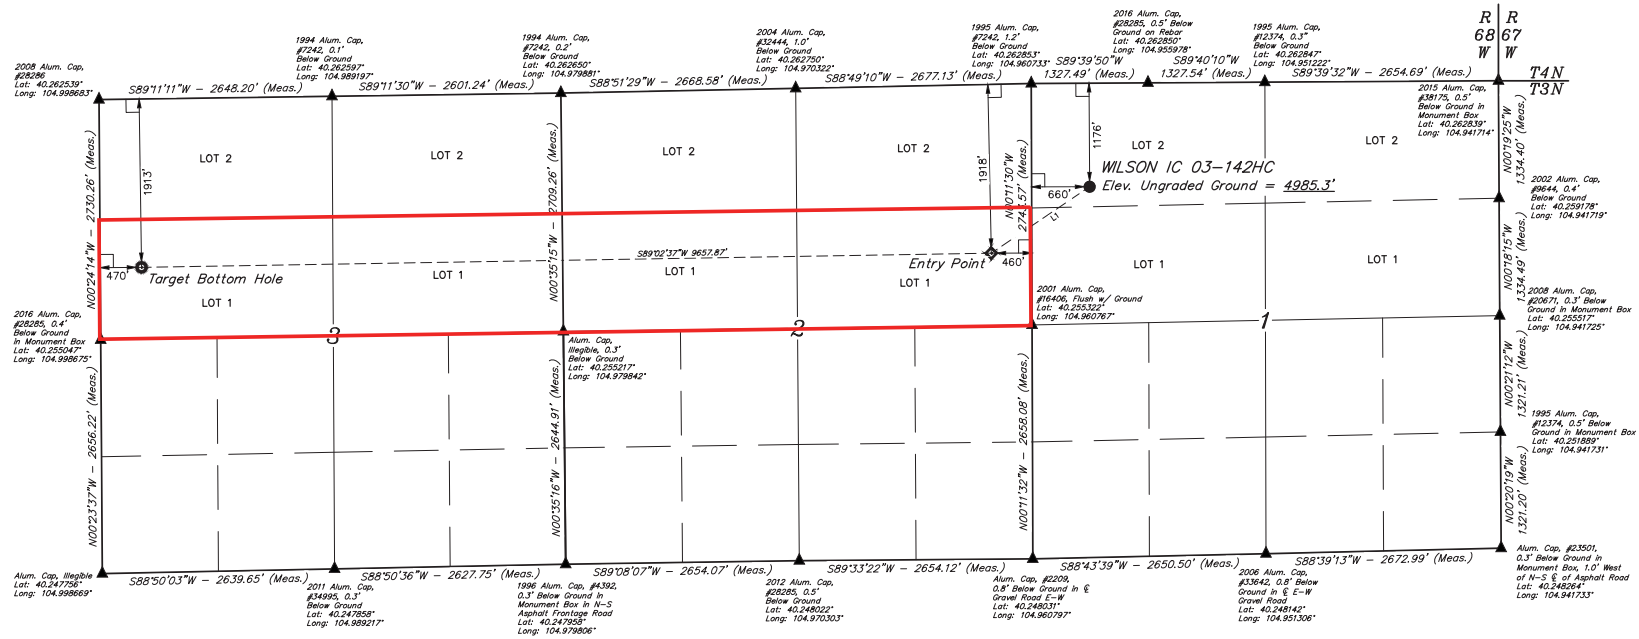 2008 Alum. Cap,
#28286
Lat: 40.262539°
Long: 104.998683°
1994 Alum. Cap,
#7242, 0.1'
Below Ground
Lat: 40.262597°
Long: 104.989197°
1994 Alum. Cap,
#7242, 0.2'
Below Ground
Lat: 40.262650°
Long: 104.979881°
2004 Alum. Cap,
#32444, 1.0'
Below Ground
Lat: 40.262750°
Long: 104.970322°
1995 Alum. Cap,
#7242, 1.2'
Below Ground
Lat: 40.262853°
Long: 104.960733°
2016 Alum. Cap,
#28285, 0.5' Below
Ground on Rebar
Lat: 40.262850°
Long: 104.955978°
1995 Alum. Cap,
#12374, 0.3"
Below Ground
Lat: 40.262847°
Long: 104.951222°
R R
68 67
W W
T4N
T3N
S89°11'11"W - 2648.20' (Meas.)
S89°11'30"W - 2601.24' (Meas.)
S88°51'29"W - 2668.58' (Meas.)
S88°49'10"W - 2677.13' (Meas.)
S89°39'50"W
1327.49' (Meas.)
S89°40'10"W
1327.54' (Meas.)
S89°39'32"W - 2654.69' (Meas.)
2015 Alum. Cap,
#38175, 0.5'
Below Ground in
Monument Box
Lat: 40.262839°
Long: 104.941714°
N00°24'14"W - 2730.26' (Meas.)
1913'
LOT 2
LOT 2
N00°35'15"W - 2709.26' (Meas.)
LOT 2
LOT 2
1918'
N00°11'30"W
(Meas.)
1176'
LOT 2
LOT 2
N00°19'25"W
1334.40' (Meas.)
WILSON IC 03-142HC
Elev. Ungraded Ground = 4985.3'
660'
L1
2002 Alum. Cap,
#9644, 0.4'
Below Ground
Lat: 40.259178°
Long: 104.941719°
470'
Target Bottom Hole
LOT 1
LOT 1
S89°02'37"W 9657.87'
LOT 1
LOT 1
Entry Point
460'
LOT 1
LOT 1
N00°18'15"W
1334.49' (Meas.)
2001 Alum. Cap,
#16406, Flush w/ Ground
Lat: 40.255322°
Long: 104.960767°
2008 Alum. Cap,
#20671, 0.3' Below
Ground in Monument Box
Lat: 40.255517°
Long: 104.941725°
2016 Alum. Cap,
#28285, 0.4'
Below Ground
in Monument Box
Lat: 40.255047°
Long: 104.998675°
3
2
1
Alum. Cap,
Illegible, 0.3'
Below Ground
Lat: 40.255217°
Long: 104.979842°
N00°23'37"W - 2656.22' (Meas.)
N00°35'16"W - 2644.91' (Meas.)
N00°11'32"W - 2658.08' (Meas.)
N00°21'12"W
1321.21' (Meas.)
1995 Alum. Cap,
#12374, 0.5' Below
Ground in Monument Box
Lat: 40.251889°
Long: 104.941731°
N00°20'19"W
1321.20' (Meas.)
S88°50'03"W - 2639.65' (Meas.)
S88°50'36"W - 2627.75' (Meas.)
S89°08'07"W - 2654.07' (Meas.)
S89°33'22"W - 2654.12' (Meas.)
S88°43'39"W - 2650.50' (Meas.)
S88°39'13"W - 2672.99' (Meas.)
Alum. Cap, Illegible
Lat: 40.247756°
Long: 104.998669°
2011 Alum. Cap,
#34995, 0.3'
Below Ground
Lat: 40.247858°
Long: 104.989217°
1996 Alum. Cap, #4392,
0.3' Below Ground in
Monument Box in N-S
Asphalt Frontage Road
Lat: 40.247958°
Long: 104.979806°
2012 Alum. Cap,
#28285, 0.5'
Below Ground
Lat: 40.248022°
Long: 104.970303°
Alum. Cap, #2209,
0.8' Below Ground in ℄
Gravel Road E-W
Lat: 40.248031°
Long: 104.960797°
2006 Alum. Cap,
#33642, 0.8' Below
Ground in ℄ E-W
Gravel Road
Lat: 40.248142°
Long: 104.951306°
Alum. Cap, #23501,
0.3' Below Ground in
Monument Box, 1.0' West
of N-S ℄ of Asphalt Road
Lat: 40.248264°
Long: 104.941733°